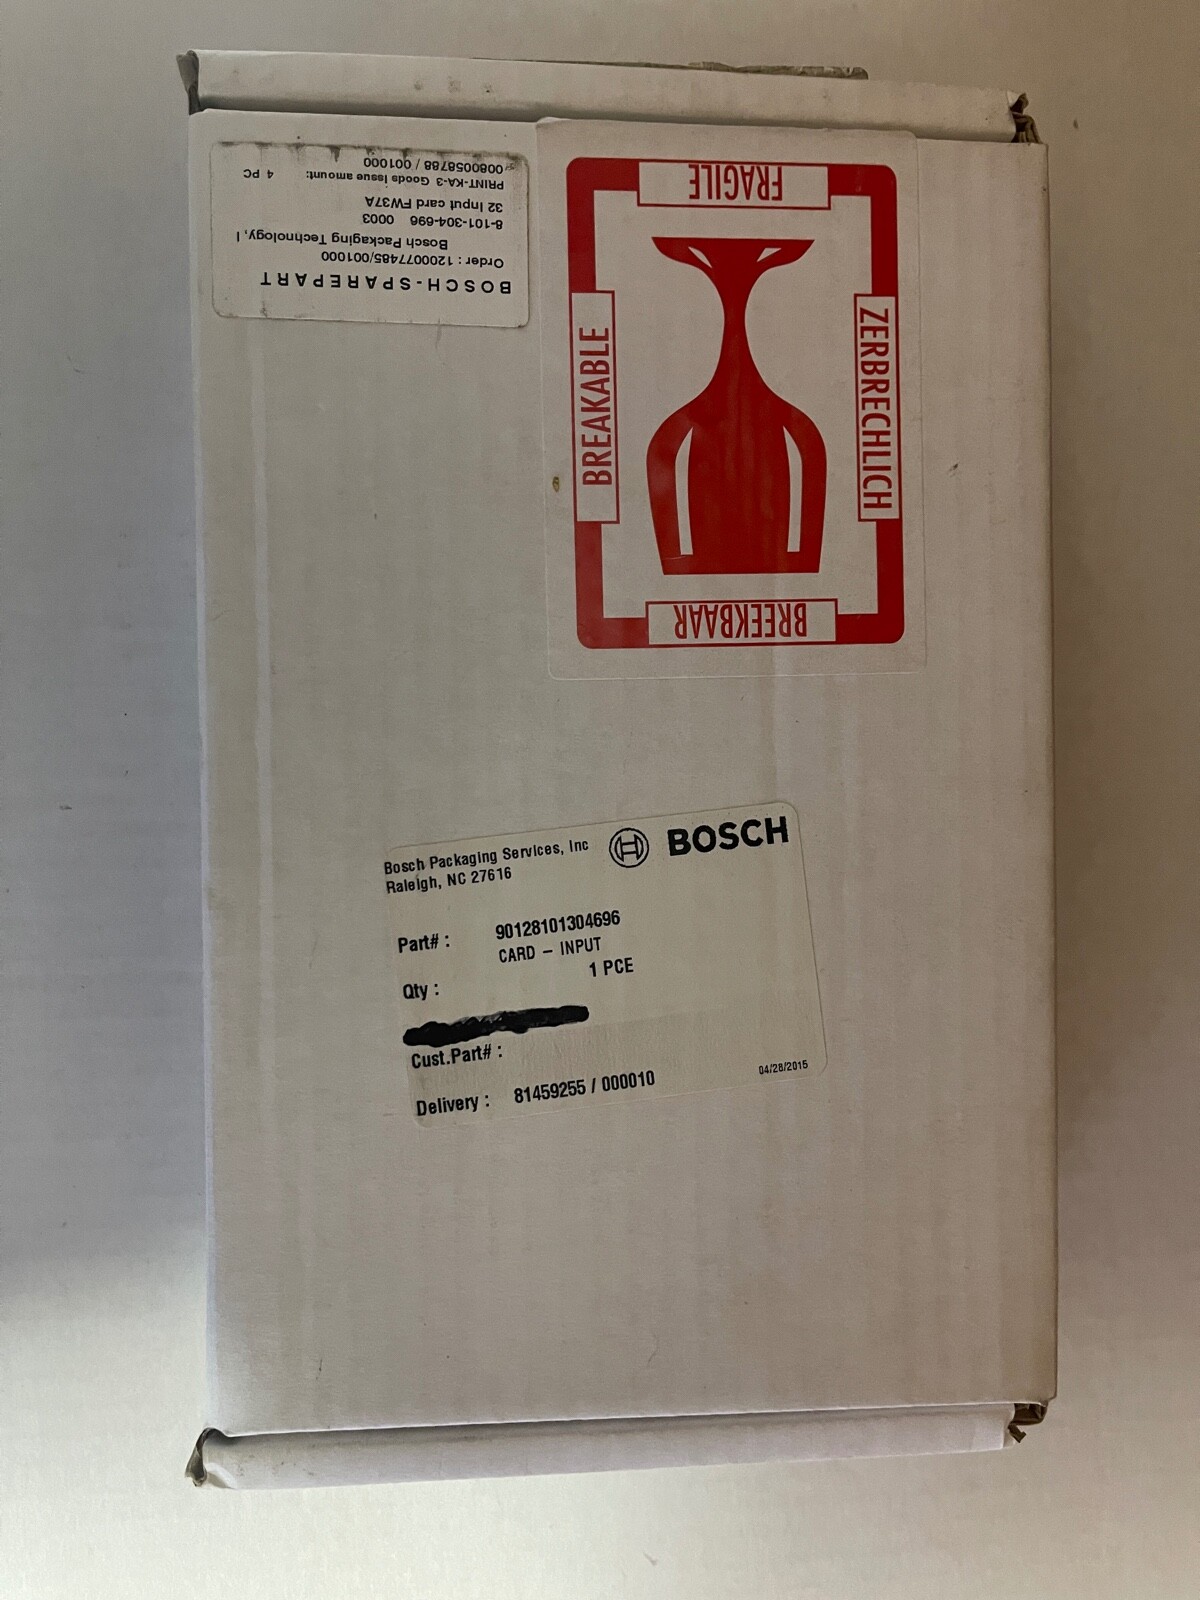 BOSCH-SPAREPART
Order : 1200077485/001000
Bosch Packaging Technology, I
8-101-304-696 0003
32 Input card FW37A
PRINT-KA-3 Goods Issue amount: 4 PC
0080058788 / 001000
FRAGILE
BREAKABLE
ZERBRECHLICH
BREEKBAAR
Bosch Packaging Services, Inc
Raleigh, NC 27616
BOSCH
Part# : 90128101304696
CARD – INPUT
Qty : 1 PCE
Cust.Part# :
Delivery : 81459255 / 000010
04/28/2015